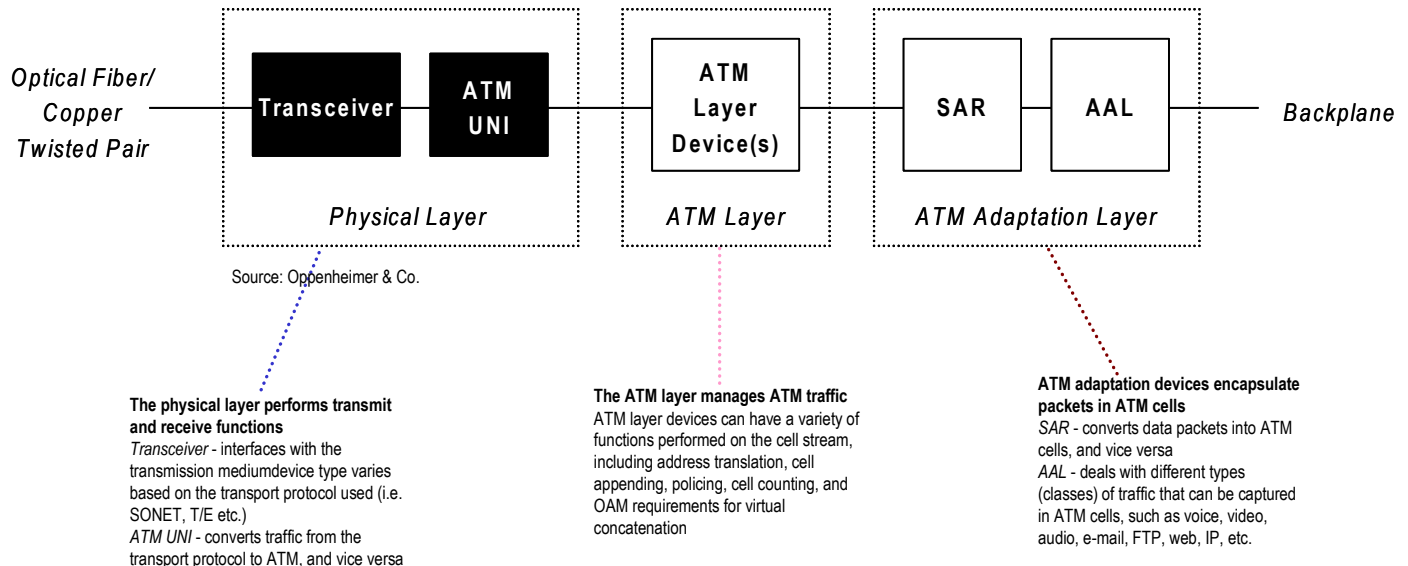 Optical Fiber/
Copper
Twisted Pair
Transceiver
ATM
UNI
Physical Layer
ATM
Layer
Device(s)
ATM Layer
SAR
AAL
ATM Adaptation Layer
Backplane
Source: Oppenheimer & Co.
The physical layer performs transmit
and receive functions
Transceiver - interfaces with the
transmission mediumdevice type varies
based on the transport protocol used (i.e.
SONET, T/E etc.)
ATM UNI - converts traffic from the
transport protocol to ATM, and vice versa
The ATM layer manages ATM traffic
ATM layer devices can have a variety of
functions performed on the cell stream,
including address translation, cell
appending, policing, cell counting, and
OAM requirements for virtual
concatenation
ATM adaptation devices encapsulate
packets in ATM cells
SAR - converts data packets into ATM
cells, and vice versa
AAL - deals with different types
(classes) of traffic that can be captured
in ATM cells, such as voice, video,
audio, e-mail, FTP, web, IP, etc.